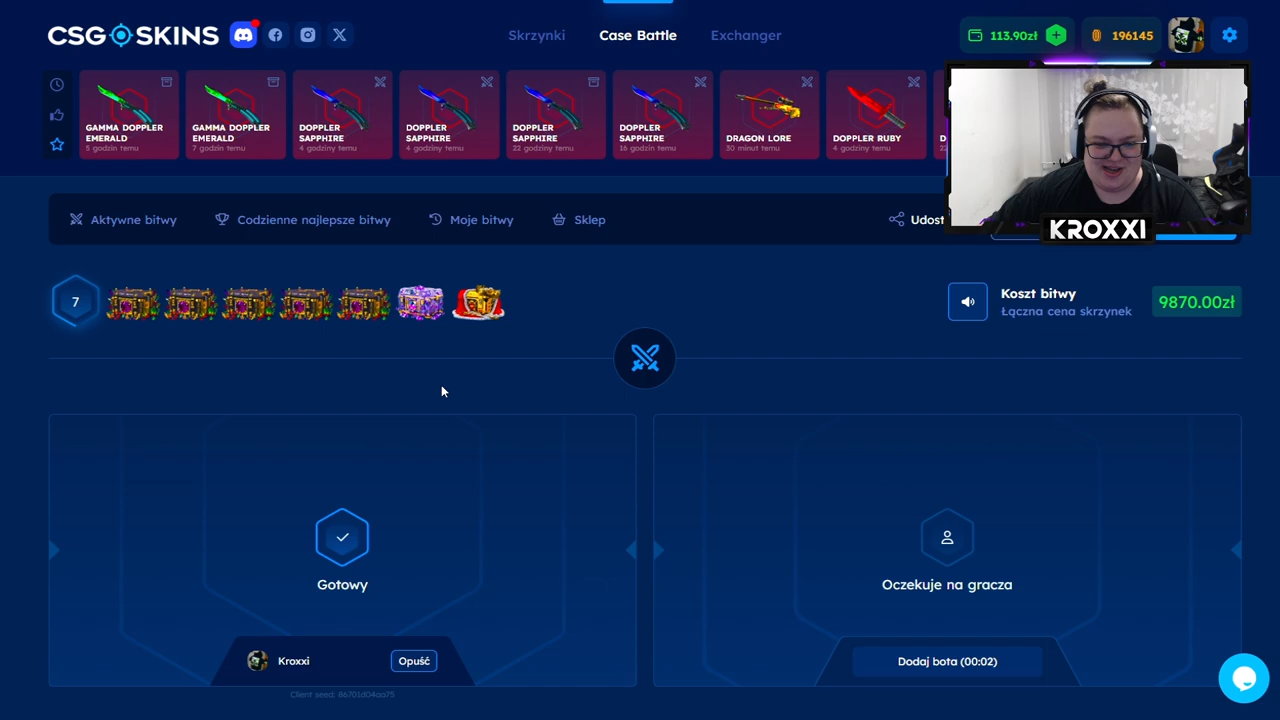 CSG SKINS
Skrzynki
Case Battle
Exchanger
113.90zł
196145
GAMMA DOPPLER
EMERALD
5 godzin temu
GAMMA DOPPLER
EMERALD
7 godzin temu
DOPPLER
SAPPHIRE
4 godziny temu
DOPPLER
SAPPHIRE
4 godziny temu
DOPPLER
SAPPHIRE
22 godziny temu
DOPPLER
SAPPHIRE
16 godzin temu
DRAGON LORE
30 minut temu
DOPPLER RUBY
4 godziny temu
KROXXI
Aktywne bitwy
Codzienne najlepsze bitwy
Moje bitwy
Sklep
Udost
7
Koszt bitwy
Łączna cena skrzynek
9870.00zł
Gotowy
Oczekuje na gracza
Kroxxi
Opuść
Dodaj bota (00:02)
Client seed: 86701d04aa75